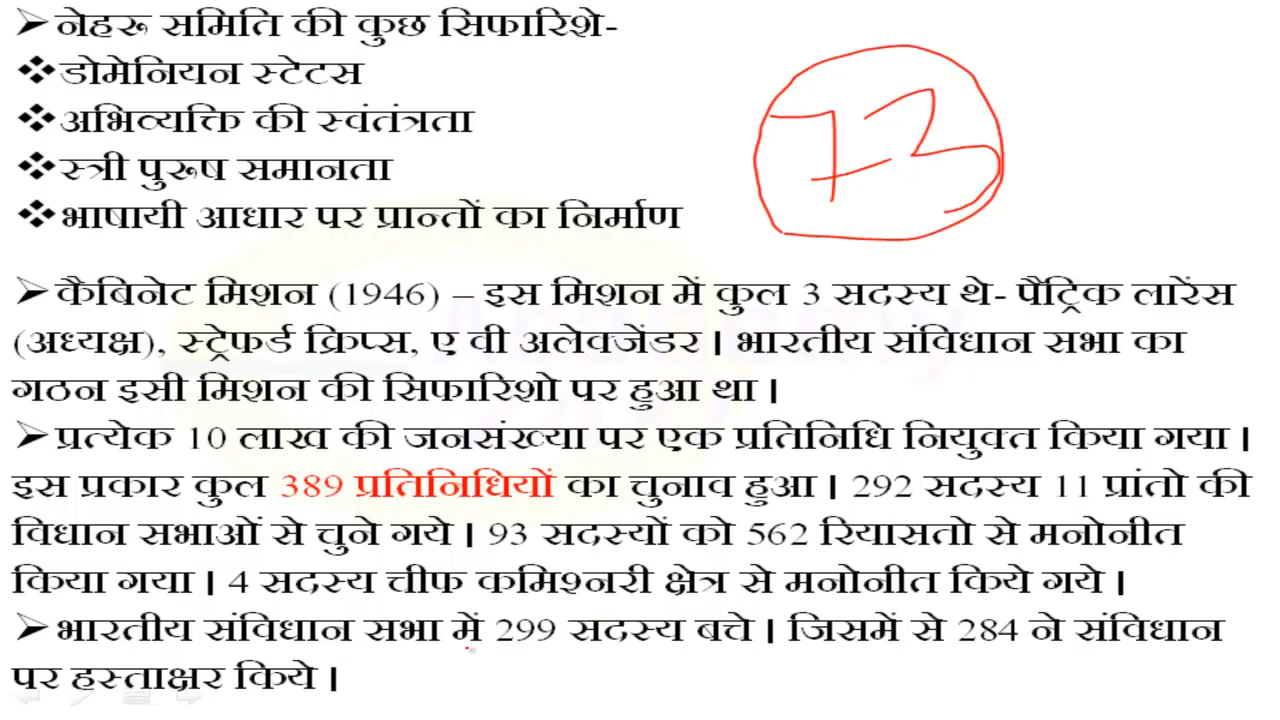 ➢नेहरू समिति की कुछ सिफारिशे-
❖डोमेनियन स्टेटस
❖अभिव्यक्ति की स्वंतंत्रता
❖स्त्री पुरुष समानता
❖भाषायी आधार पर प्रान्तों का निर्माण
73
➢कैबिनेट मिशन (1946) – इस मिशन में कुल 3 सदस्य थे- पैट्रिक लारेंस
(अध्यक्ष), स्ट्रेफर्ड क्रिप्स, ए वी अलेक्जेंडर । भारतीय संविधान सभा का
गठन इसी मिशन की सिफारिशो पर हुआ था ।
➢प्रत्येक 10 लाख की जनसंख्या पर एक प्रतिनिधि नियुक्त किया गया ।
इस प्रकार कुल 389 प्रतिनिधियों का चुनाव हुआ । 292 सदस्य 11 प्रांतो की
विधान सभाओं से चुने गये । 93 सदस्यों को 562 रियासतो से मनोनीत
किया गया । 4 सदस्य चीफ कमिश्नरी क्षेत्र से मनोनीत किये गये ।
➢भारतीय संविधान सभा में 299 सदस्य बचे । जिसमें से 284 ने संविधान
पर हस्ताक्षर किये ।